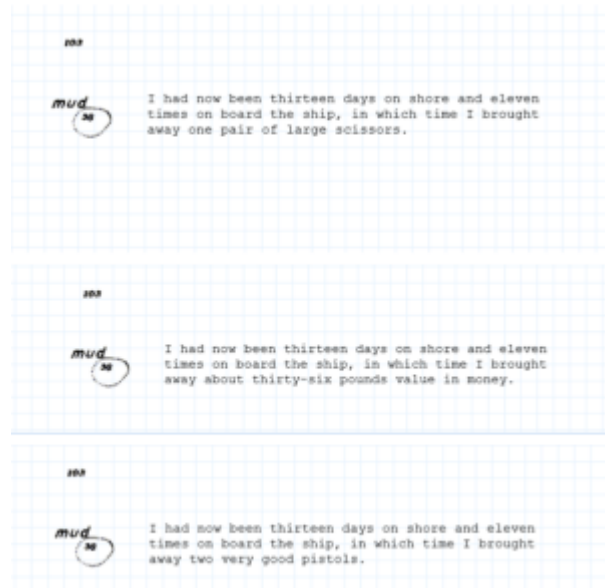 mud
I had now been thirteen days on shore and eleven
times on board the ship, in which time I brought
away one pair of large scissors.
mud
I had now been thirteen days on shore and eleven
times on board the ship, in which time I brought
away about thirty-six pounds value in money.
mud
I had now been thirteen days on shore and eleven
times on board the ship, in which time I brought
away two very good pistols.